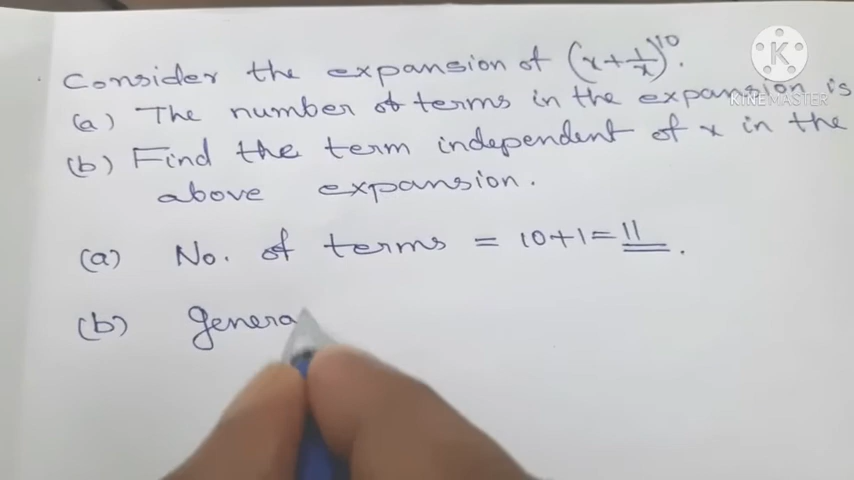 Consider the expansion of (x+1/x)^10.
(a) The number of terms in the expansion is
(b) Find the term independent of x in the
above expansion.
(a) No. of terms = 10+1 = 11.
(b) Genera
KINEMASTER